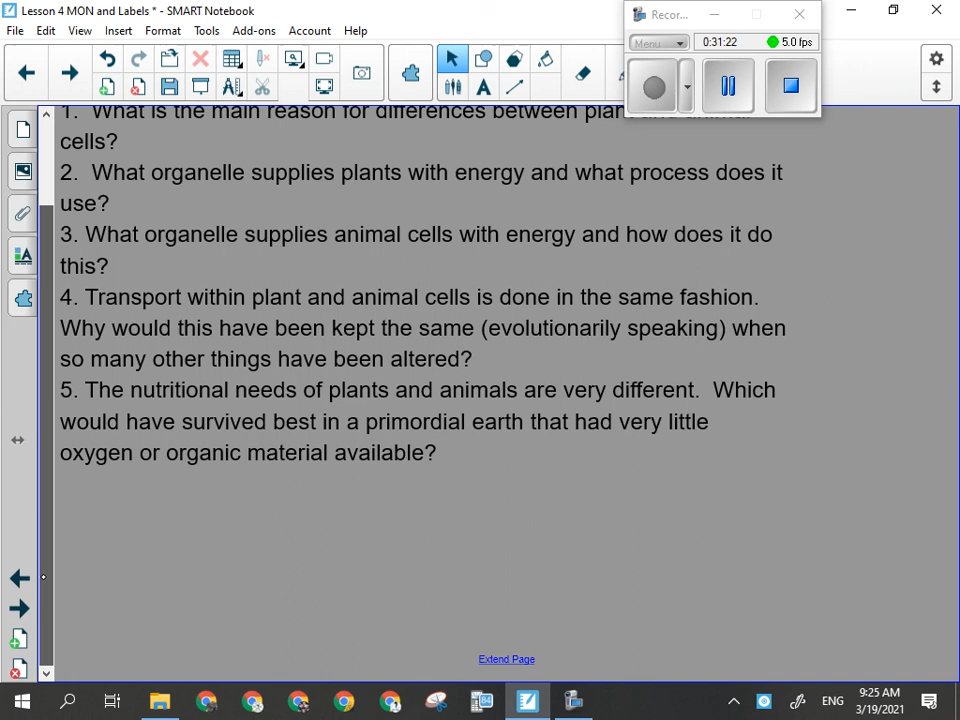 Lesson 4 MON and Labels * - SMART Notebook
Recor...
File Edit View Insert Format Tools Add-ons Account Help
Menu 0:31:22 5.0 fps
1. What is the main reason for differences between
cells?
2. What organelle supplies plants with energy and what process does it
use?
3. What organelle supplies animal cells with energy and how does it do
this?
4. Transport within plant and animal cells is done in the same fashion.
Why would this have been kept the same (evolutionarily speaking) when
so many other things have been altered?
5. The nutritional needs of plants and animals are very different. Which
would have survived best in a primordial earth that had very little
oxygen or organic material available?
Extend Page
ENG
9:25 AM
3/19/2021